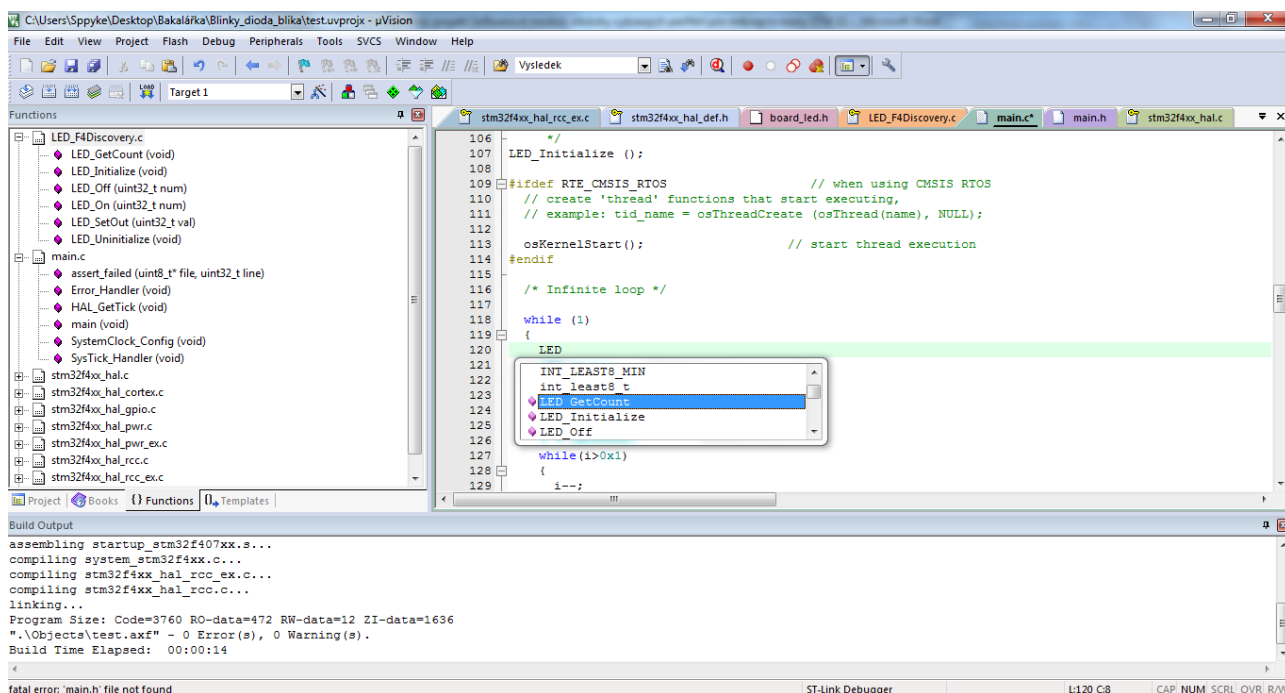 C:\Users\Sppyke\Desktop\Bakalářka\Blinky_dioda_blika\test.uvprojx - µVision
File Edit View Project Flash Debug Peripherals Tools SVCS Window Help
Vysledek
LOAD Target 1
Functions
stm32f4xx_hal_rcc_ex.c stm32f4xx_hal_def.h board_led.h LED_F4Discovery.c main.c* main.h stm32f4xx_hal.c
LED_F4Discovery.c
LED_GetCount (void)
LED_Initialize (void)
LED_Off (uint32_t num)
LED_On (uint32_t num)
LED_SetOut (uint32_t val)
LED_Uninitialize (void)
main.c
assert_failed (uint8_t* file, uint32_t line)
Error_Handler (void)
HAL_GetTick (void)
main (void)
SystemClock_Config (void)
SysTick_Handler (void)
stm32f4xx_hal.c
stm32f4xx_hal_cortex.c
stm32f4xx_hal_gpio.c
stm32f4xx_hal_pwr.c
stm32f4xx_hal_pwr_ex.c
stm32f4xx_hal_rcc.c
stm32f4xx_hal_rcc_ex.c
Project Books {} Functions Templates
106 */
107 LED_Initialize ();
108
109 #ifdef RTE_CMSIS_RTOS // when using CMSIS RTOS
110 // create 'thread' functions that start executing,
111 // example: tid_name = osThreadCreate (osThread(name), NULL);
112
113 osKernelStart(); // start thread execution
114 #endif
115
116 /* Infinite loop */
117
118 while (1)
119 {
120 LED
121
122
123
124
125
126
127 while(i>0x1)
128 {
129 i--;
INT_LEAST8_MIN
int_least8_t
LED_GetCount
LED_Initialize
LED_Off
Build Output
assembling startup_stm32f407xx.s...
compiling system_stm32f4xx.c...
compiling stm32f4xx_hal_rcc_ex.c...
compiling stm32f4xx_hal_rcc.c...
linking...
Program Size: Code=3760 RO-data=472 RW-data=12 ZI-data=1636
".\Objects\test.axf" - 0 Error(s), 0 Warning(s).
Build Time Elapsed: 00:00:14
fatal error: 'main.h' file not found ST-Link Debugger L:120 C:8 CAP NUM SCRL OVR R/W